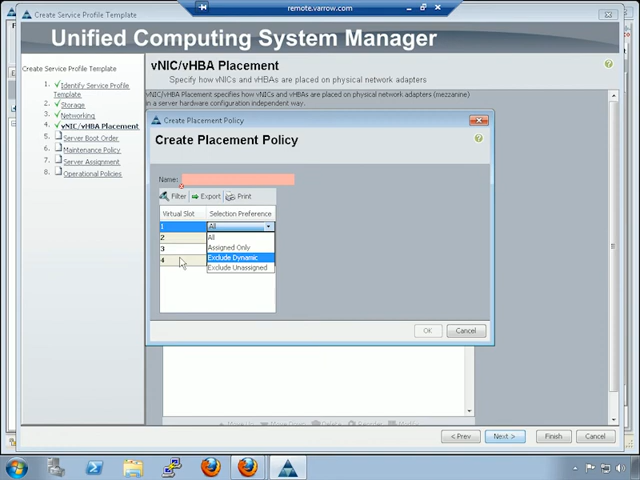 remote.varrow.com
Create Service Profile Template
Unified Computing System Manager
Create Service Profile Template
1. ✓Identify Service Profile
Template
2. ✓Storage
3. ✓Networking
4. ✓vNIC/vHBA Placement
5. Server Boot Order
6. Maintenance Policy
7. Server Assignment
8. Operational Policies
vNIC/vHBA Placement
Specify how vNICs and vHBAs are placed on physical network adapters
vNIC/vHBA Placement specifies how vNICs and vHBAs are placed on physical network adapters (mezzanine)
in a server hardware configuration independent way.
Create Placement Policy
Create Placement Policy
Name:
Filter Export Print
Virtual Slot Selection Preference
1 All
2 All
3 Assigned Only
4 Exclude Dynamic
Exclude Unassigned
OK Cancel
< Prev Next > Finish Cancel